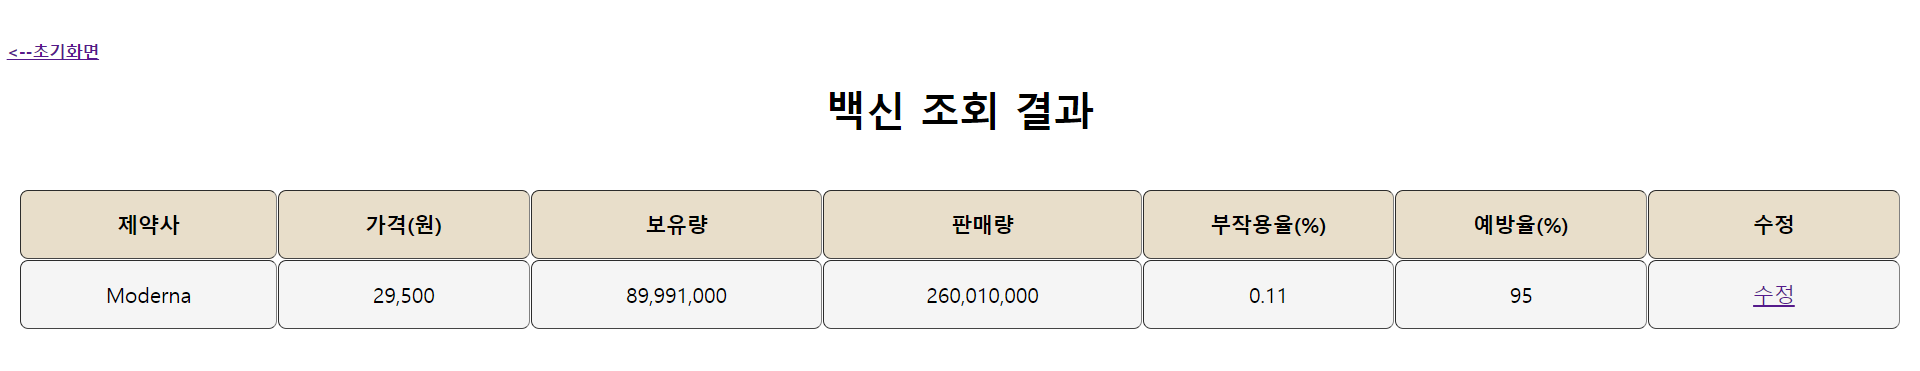 <--초기화면
백신 조회 결과
제약사 가격(원) 보유량 판매량 부작용율(%) 예방율(%) 수정
Moderna 29,500 89,991,000 260,010,000 0.11 95 수정